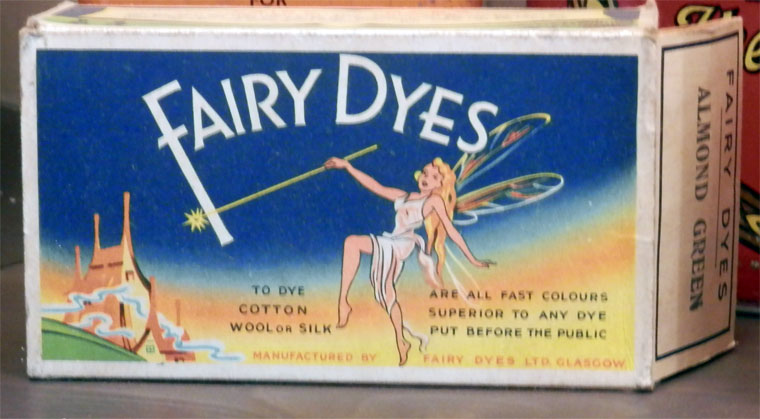 FOR
FAIRY DYES
TO DYE
COTTON
WOOL OR SILK
ARE ALL FAST COLOURS
SUPERIOR TO ANY DYE
PUT BEFORE THE PUBLIC
MANUFACTURED BY FAIRY DYES LTD. GLASGOW.
FAIRY DYES
ALMOND GREEN